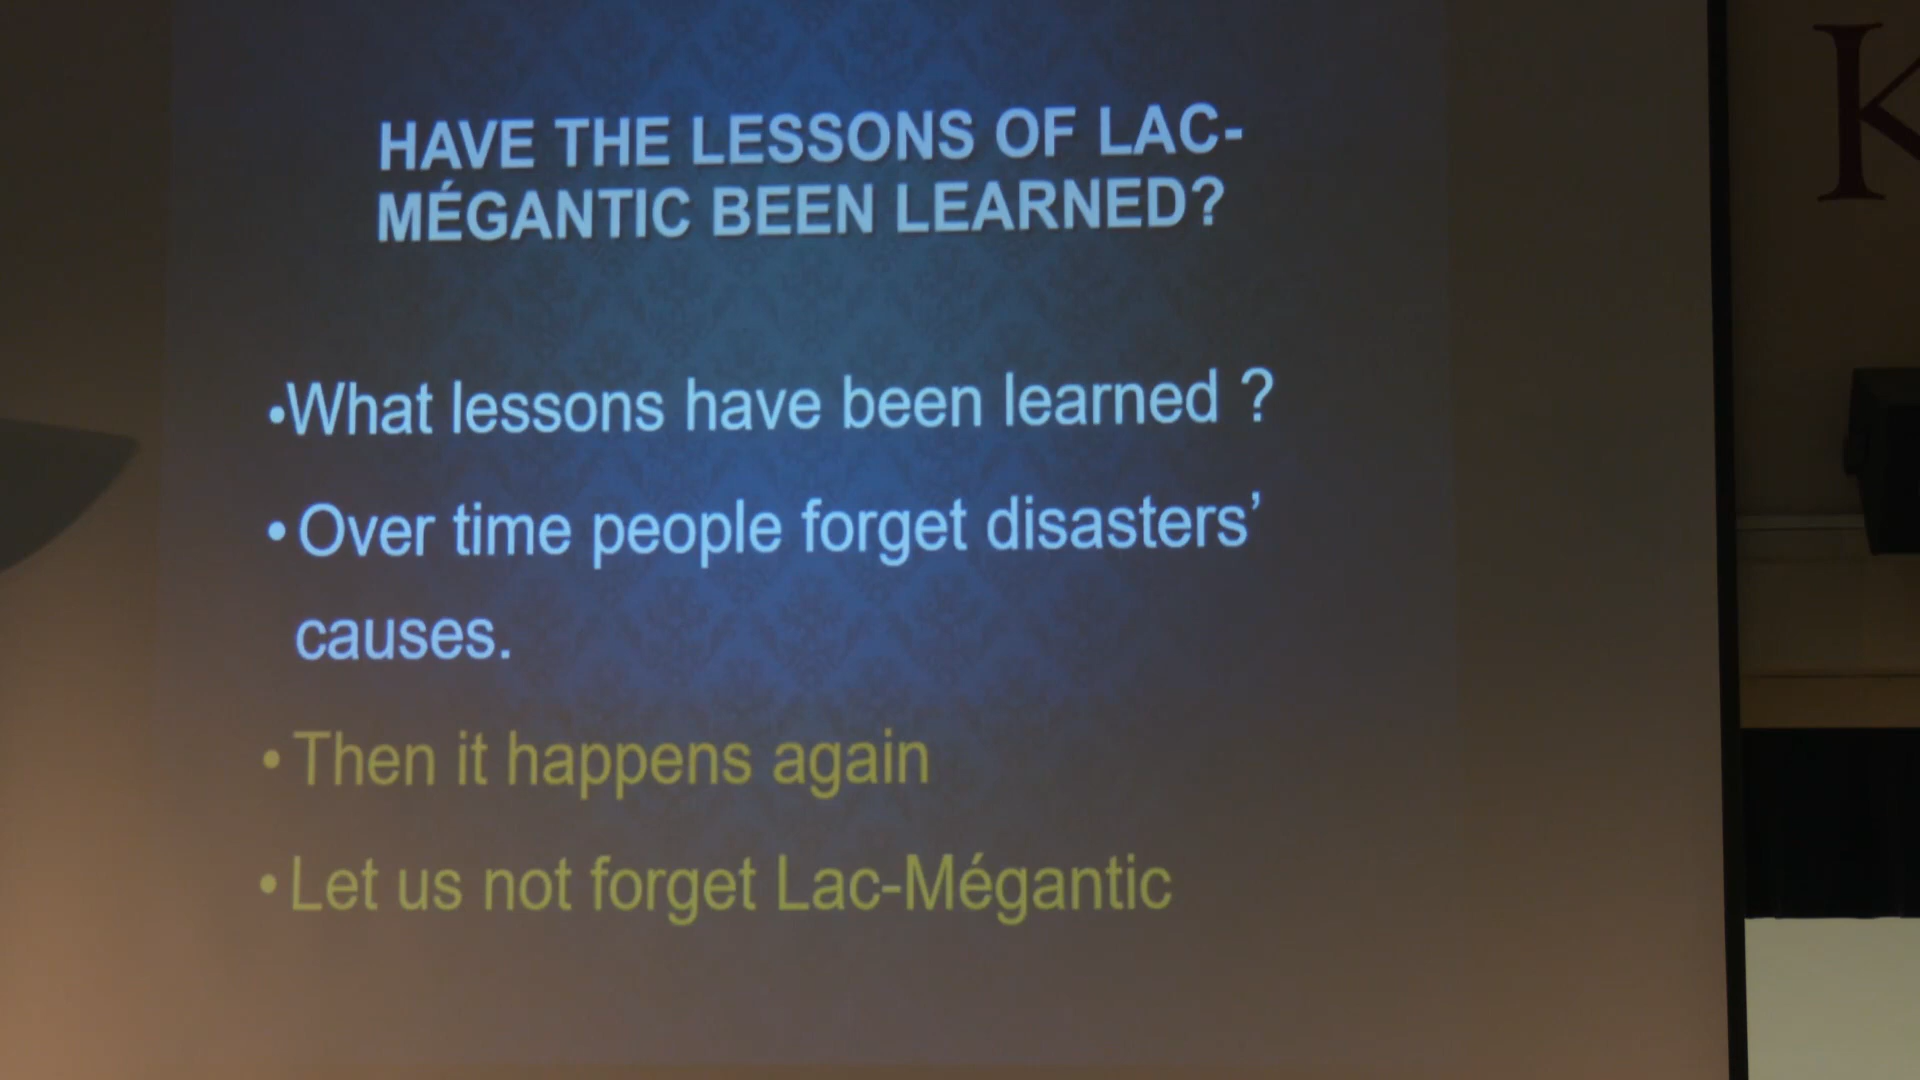 HAVE THE LESSONS OF LAC-
MÉGANTIC BEEN LEARNED?
•What lessons have been learned ?
• Over time people forget disasters’
causes.
• Then it happens again
• Let us not forget Lac-Mégantic
K